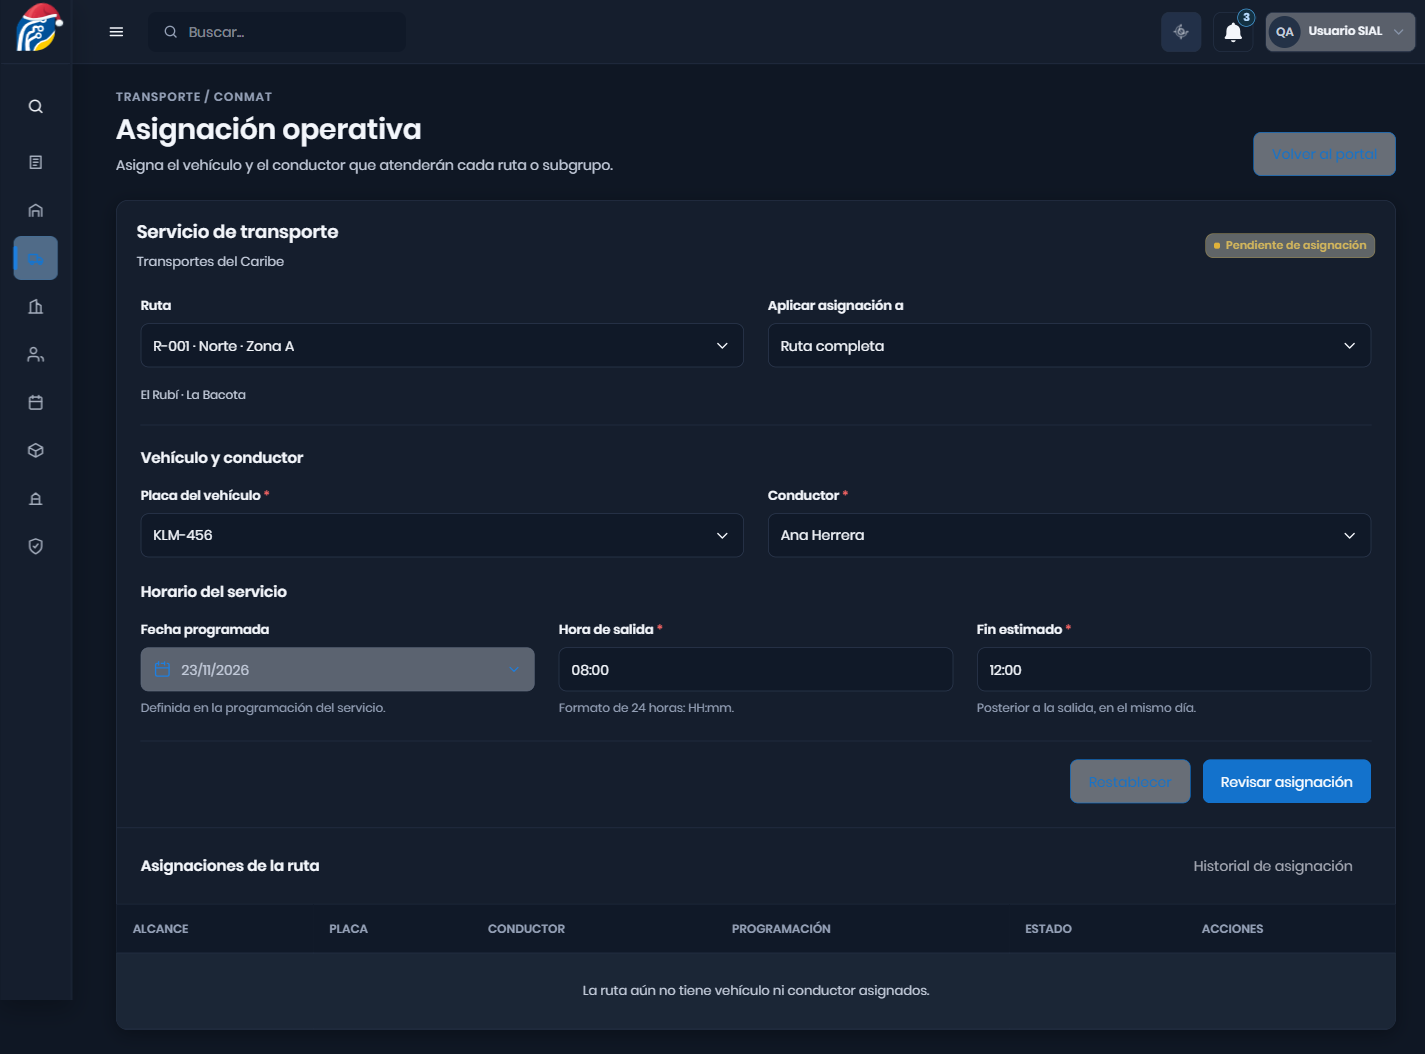 Buscar...
3
QA
Usuario SIAL
TRANSPORTE / CONMAT
Asignación operativa
Asigna el vehículo y el conductor que atenderán cada ruta o subgrupo.
Volver al portal
Servicio de transporte
Transportes del Caribe
Pendiente de asignación
Ruta
Aplicar asignación a
R-001 · Norte · Zona A
Ruta completa
El Rubí · La Bacota
Vehículo y conductor
Placa del vehículo *
Conductor *
KLM-456
Ana Herrera
Horario del servicio
Fecha programada
Hora de salida *
Fin estimado *
23/11/2026
08:00
12:00
Definida en la programación del servicio.
Formato de 24 horas: HH:mm.
Posterior a la salida, en el mismo día.
Restablecer
Revisar asignación
Asignaciones de la ruta
Historial de asignación
ALCANCE PLACA CONDUCTOR PROGRAMACIÓN ESTADO ACCIONES
La ruta aún no tiene vehículo ni conductor asignados.